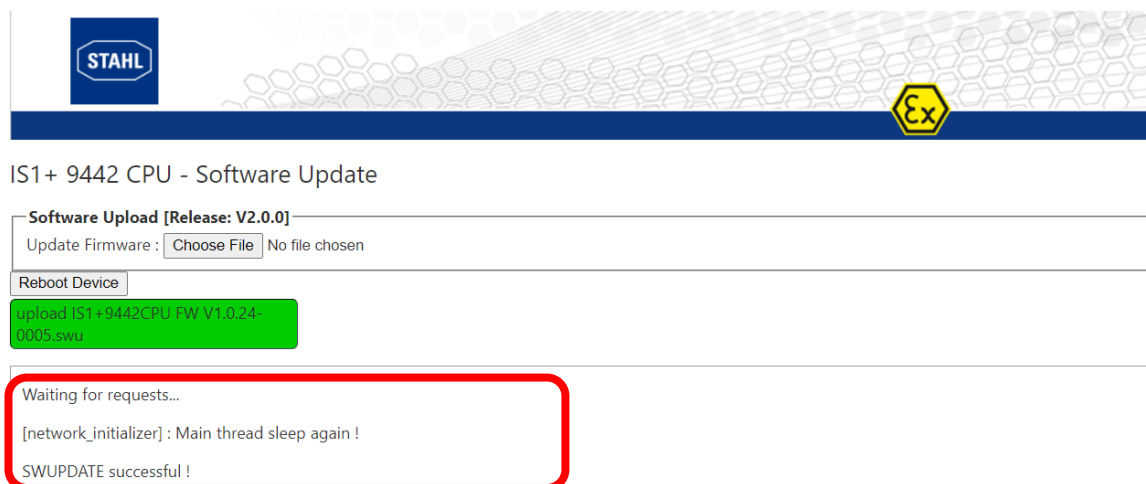 STAHL
Ex
IS1+ 9442 CPU - Software Update
Software Upload [Release: V2.0.0]
Update Firmware : Choose File No file chosen
Reboot Device
upload IS1+9442CPU FW V1.0.24-
0005.swu
Waiting for requests...
[network_initializer] : Main thread sleep again !
SWUPDATE successful !